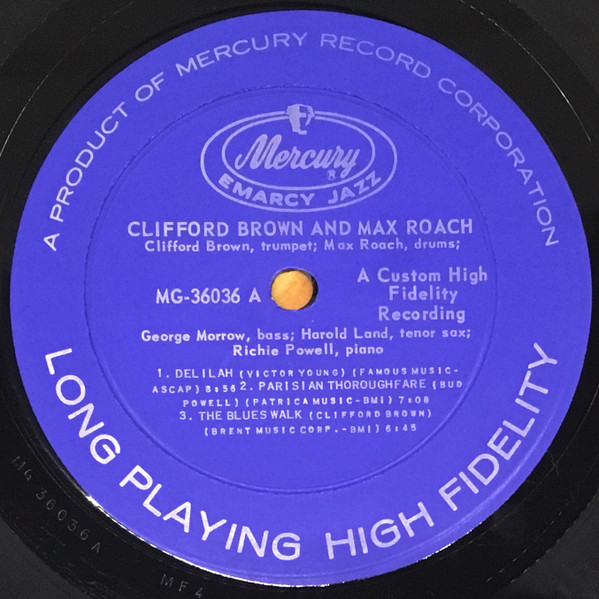 A PRODUCT OF MERCURY RECORD CORPORATION
Mercury
®
EMARCY JAZZ
CLIFFORD BROWN AND MAX ROACH
Clifford Brown, trumpet; Max Roach, drums;
MG-36036 A
A Custom High
Fidelity
Recording
George Morrow, bass; Harold Land, tenor sax;
Richie Powell, piano
1. DELILAH (VICTOR YOUNG) (FAMOUS MUSIC-
ASCAP) 8:56 2. PARISIAN THOROUGHFARE (BUD
POWELL) (PATRICA MUSIC-BMI) 7:08
3. THE BLUES WALK (CLIFFORD BROWN)
(BRENT MUSIC CORP.--BMI) 6:45
LONG PLAYING HIGH FIDELITY
MG 36036A
MF4